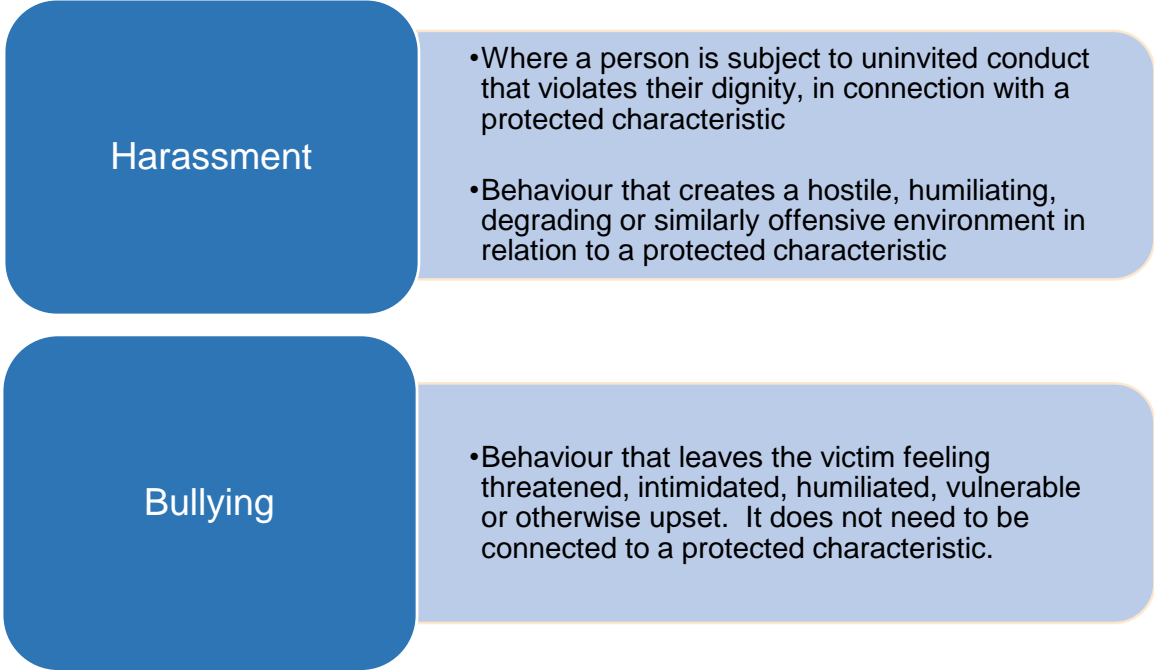 Harassment
•Where a person is subject to uninvited conduct
that violates their dignity, in connection with a
protected characteristic
•Behaviour that creates a hostile, humiliating,
degrading or similarly offensive environment in
relation to a protected characteristic
Bullying
•Behaviour that leaves the victim feeling
threatened, intimidated, humiliated, vulnerable
or otherwise upset.  It does not need to be
connected to a protected characteristic.